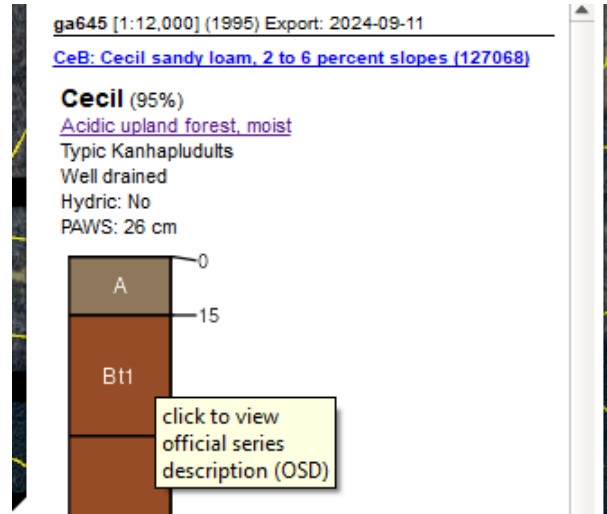 ga645 [1:12,000] (1995) Export: 2024-09-11
CeB: Cecil sandy loam, 2 to 6 percent slopes (127068)
Cecil (95%)
Acidic upland forest, moist
Typic Kanhapludults
Well drained
Hydric: No
PAWS: 26 cm
0
A
15
Bt1
click to view
official series
description (OSD)